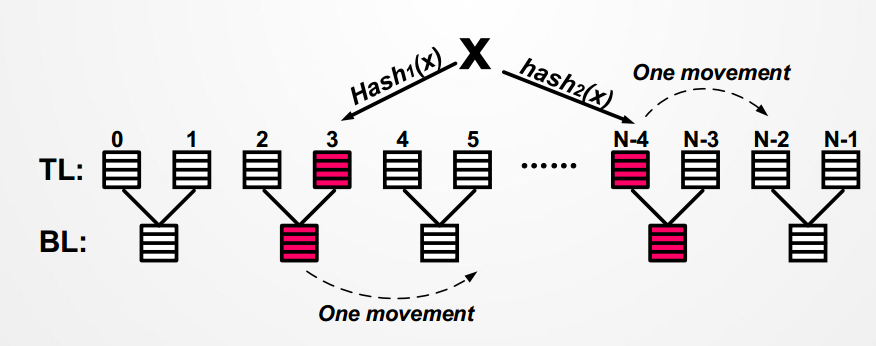 X
Hash1(x)
hash2(x)
One movement
0 1 2 3 4 5 N-4 N-3 N-2 N-1
TL: ......
BL:
One movement